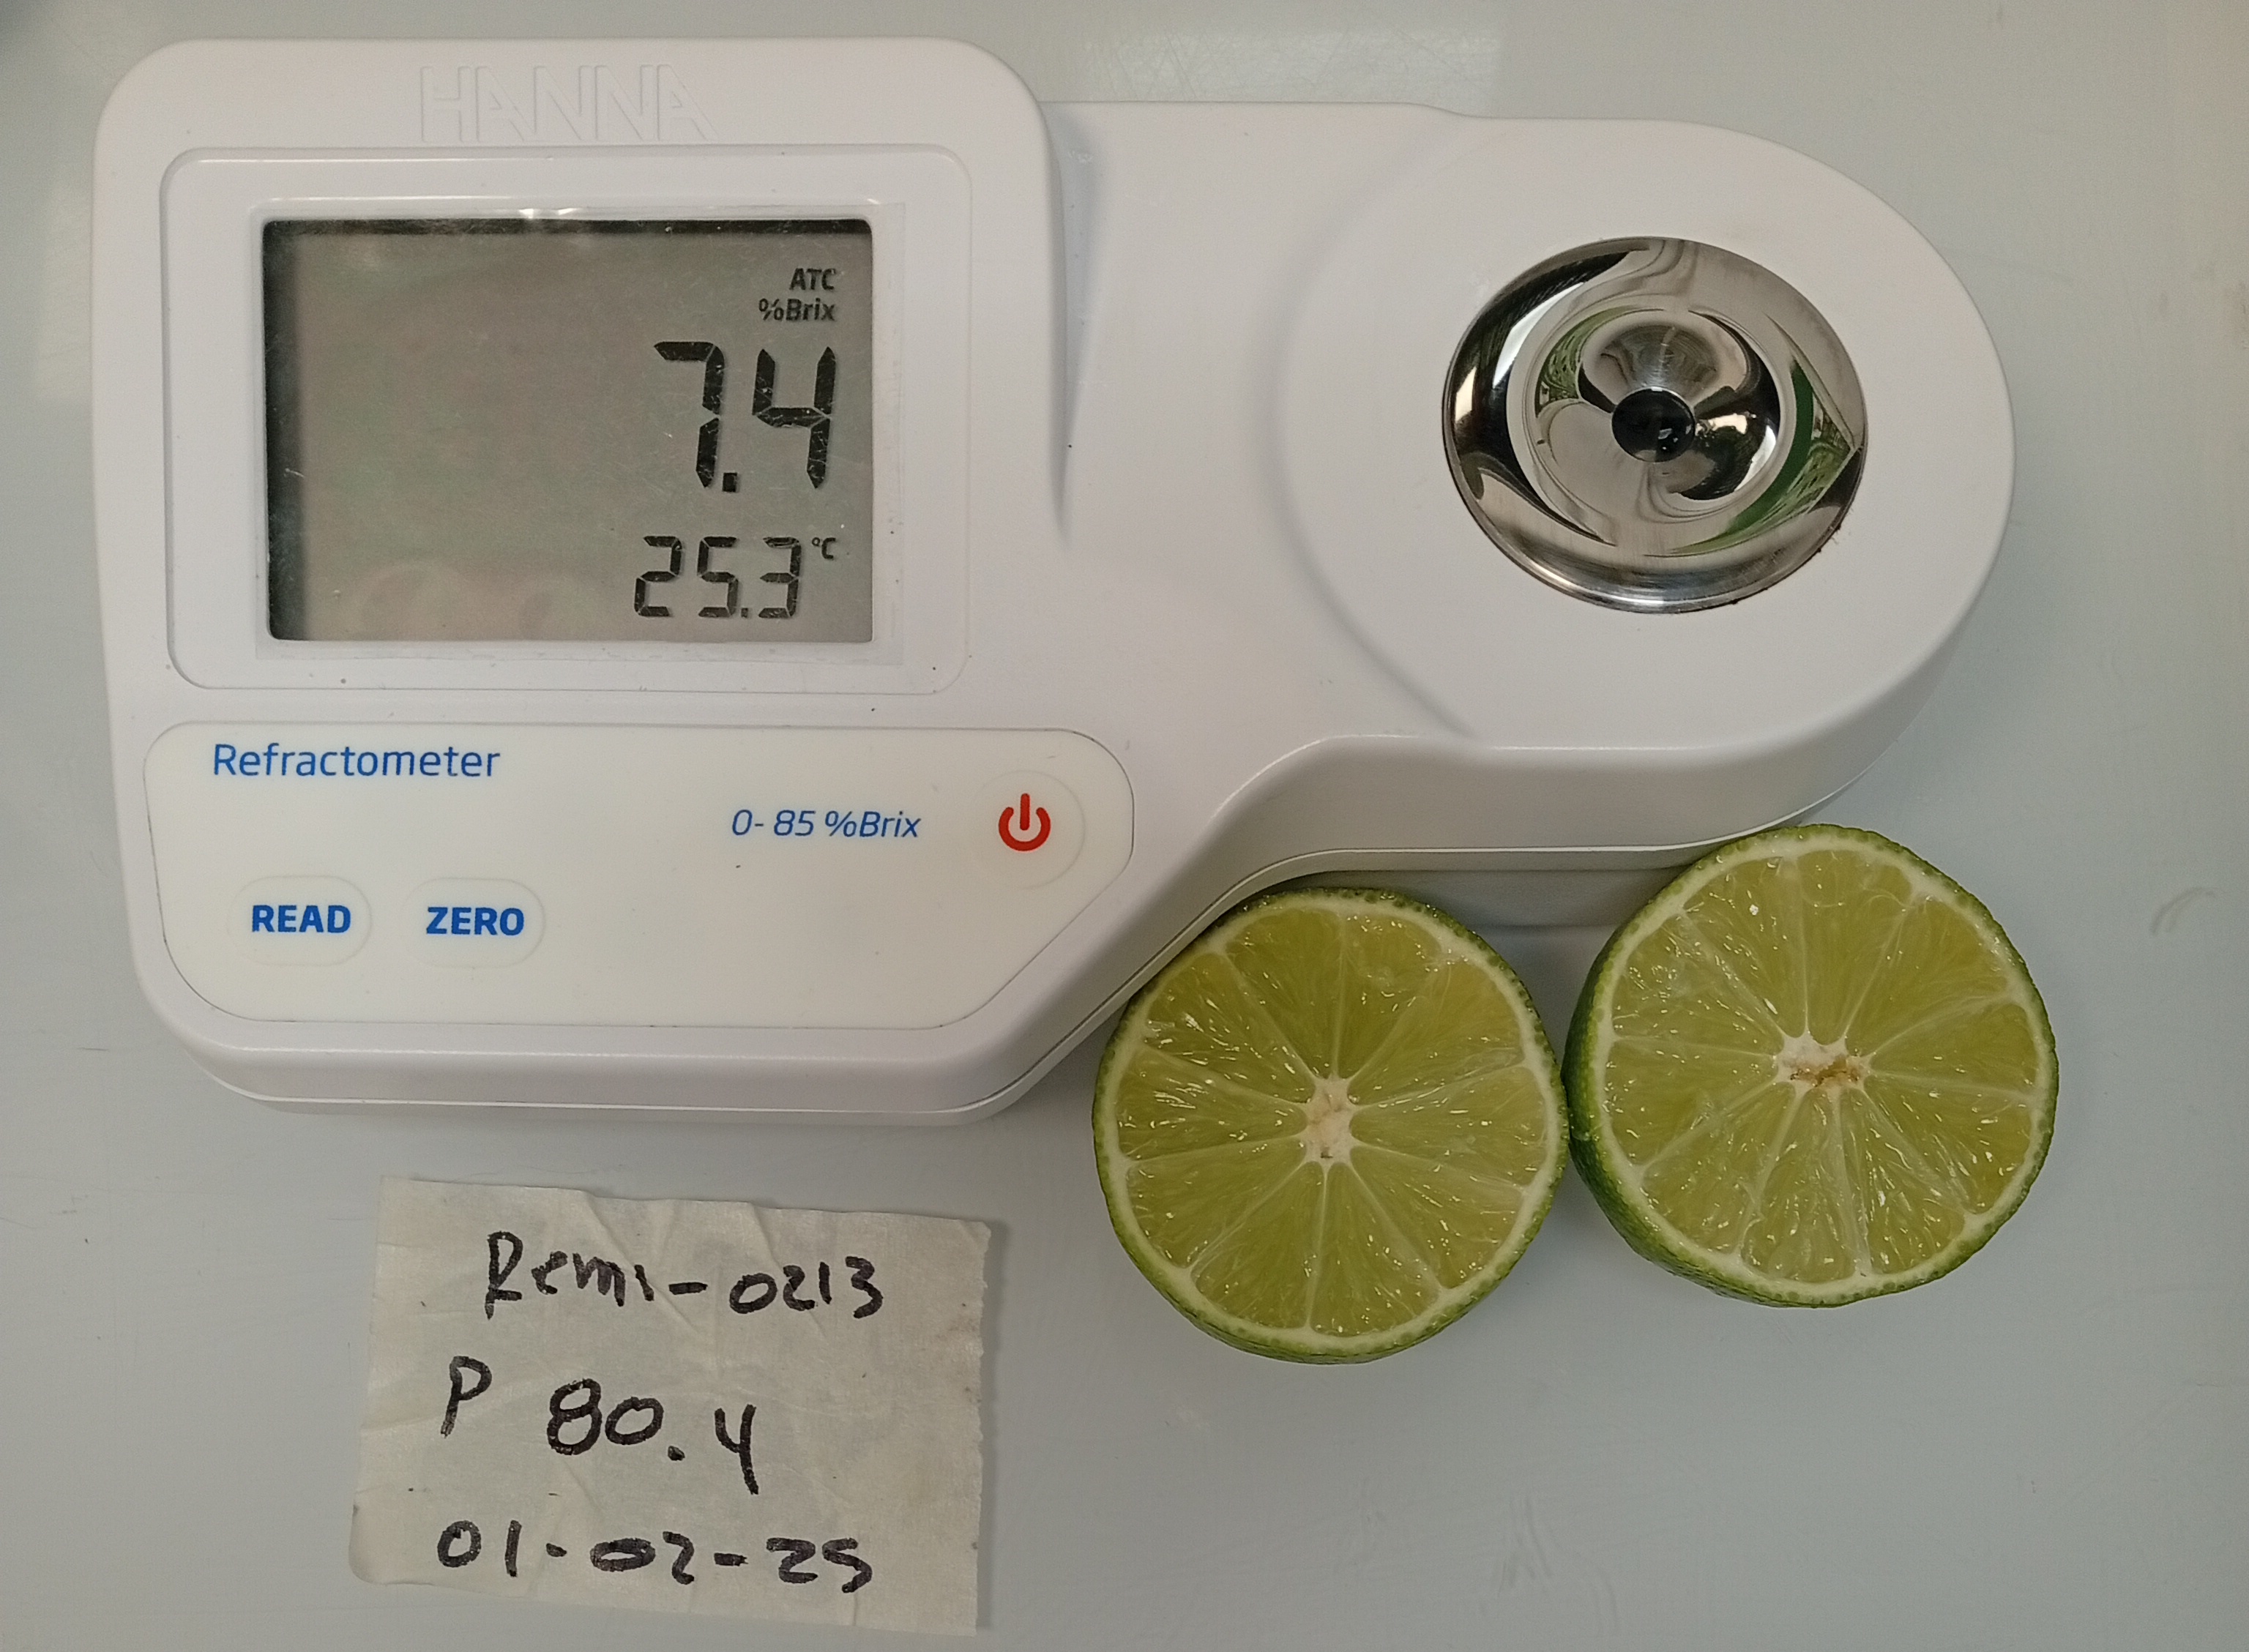 HANNA
ATC
%Brix
7.4
25.3 °C
Refractometer
0-85 %Brix
READ ZERO
Remi-0213
P 80.4
01-02-25